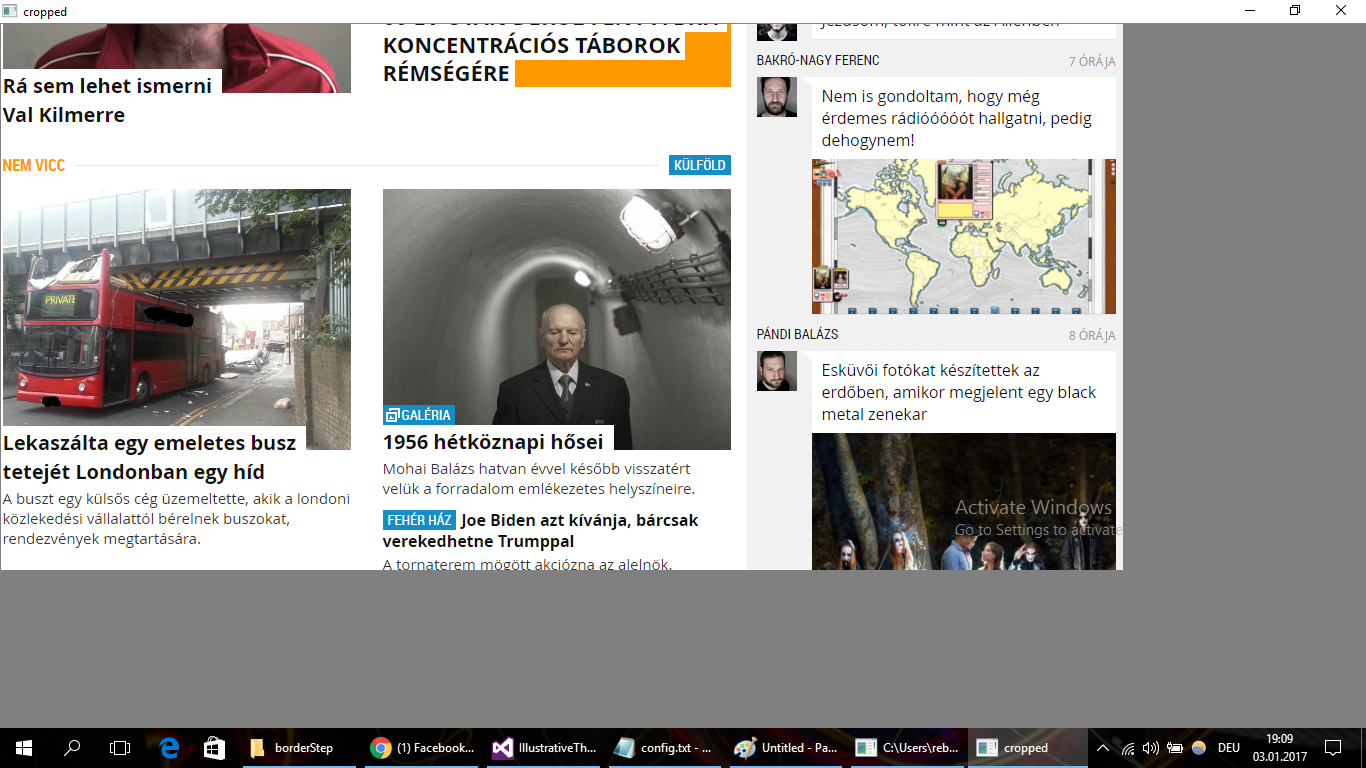 cropped
KONCENTRÁCIÓS TÁBOROK
RÉMSÉGÉRE
Rá sem lehet ismerni
Val Kilmerre
NEM VICC
KÜLFÖLD
PRIVATE
Lekaszálta egy emeletes busz
tetejét Londonban egy híd
A buszt egy külsős cég üzemeltette, akik a londoni
közlekedési vállalattól bérelnek buszokat,
rendezvények megtartására.
GALÉRIA
1956 hétköznapi hősei
Mohai Balázs hatvan évvel később visszatért
velük a forradalom emlékezetes helyszíneire.
FEHÉR HÁZ Joe Biden azt kívánja, bárcsak
verekedhetne Trumppal
A tornaterem mögött akciózna az alelnök.
BAKRÓ-NAGY FERENC 7 ÓRÁJA
Nem is gondoltam, hogy még
érdemes rádióóóóót hallgatni, pedig
dehogynem!
PÁNDI BALÁZS 8 ÓRÁJA
Esküvői fotókat készítettek az
erdőben, amikor megjelent egy black
metal zenekar
Activate Windows
Go to Settings to activate
borderStep
(1) Facebook...
IllustrativeTh...
config.txt - ...
Untitled - Pa...
C:\Users\reb...
cropped
DEU
19:09
03.01.2017